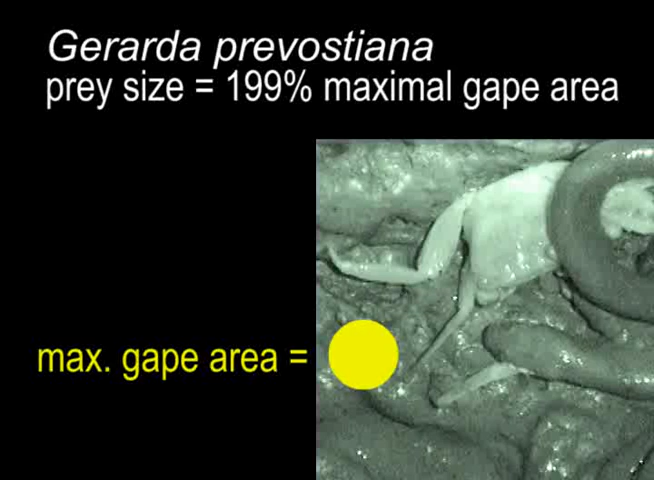 Gerarda prevostiana
prey size = 199% maximal gape area
max. gape area =